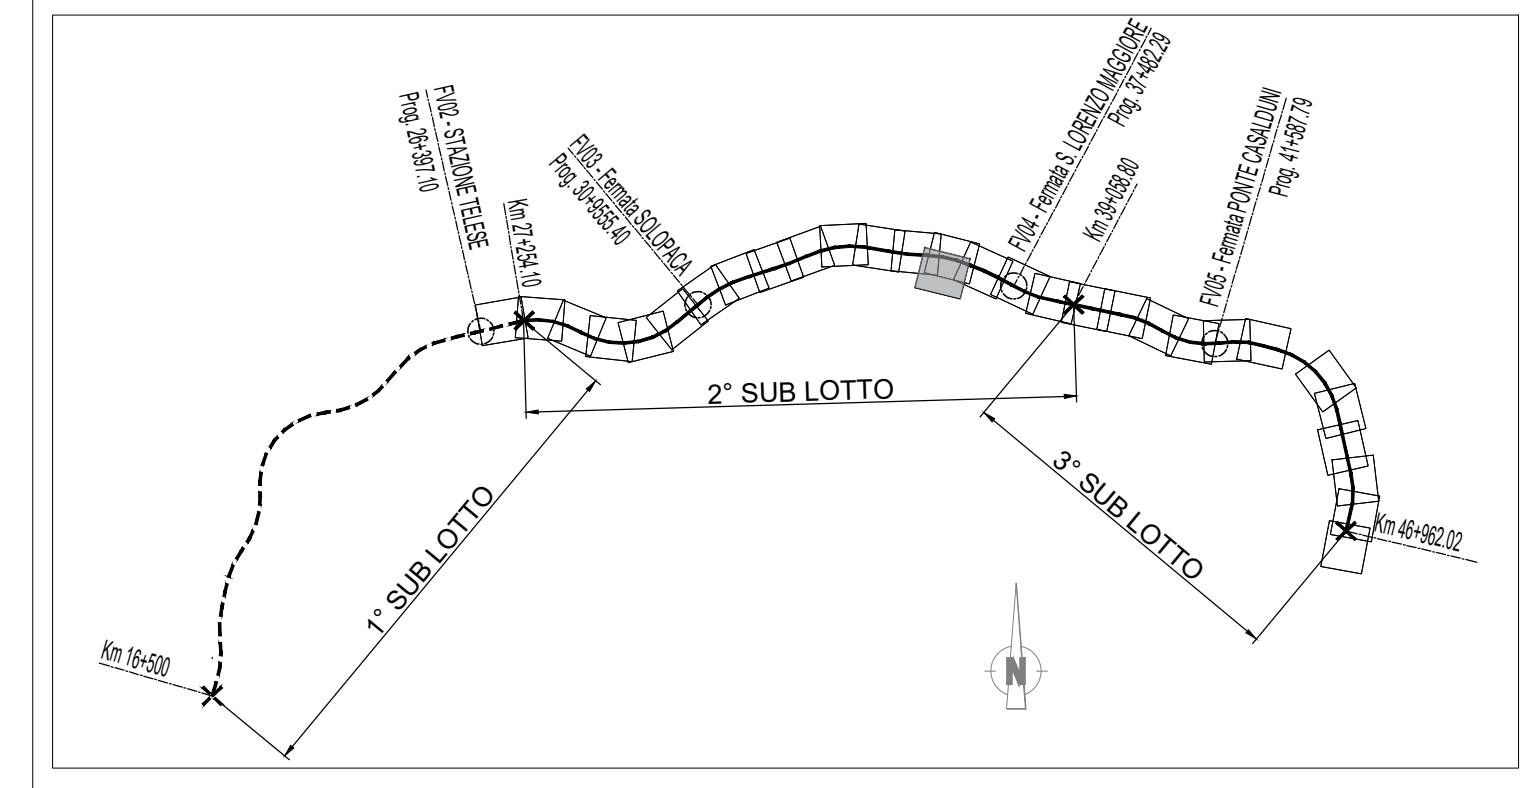 FV02 - STAZIONE TELESE
Prog. 26+397.10
Km 27+254.10
FV03 - Fermata SOLOPACA
Prog. 30+9555.40
FV04 - Fermata S. LORENZO MAGGIORE
Prog. 37+482.29
Km 39+058.80
FV05 - Fermata PONTE CASALDUNI
Prog. 41+587.79
2° SUB LOTTO
1° SUB LOTTO
3° SUB LOTTO
Km 46+962.02
Km 16+500
N